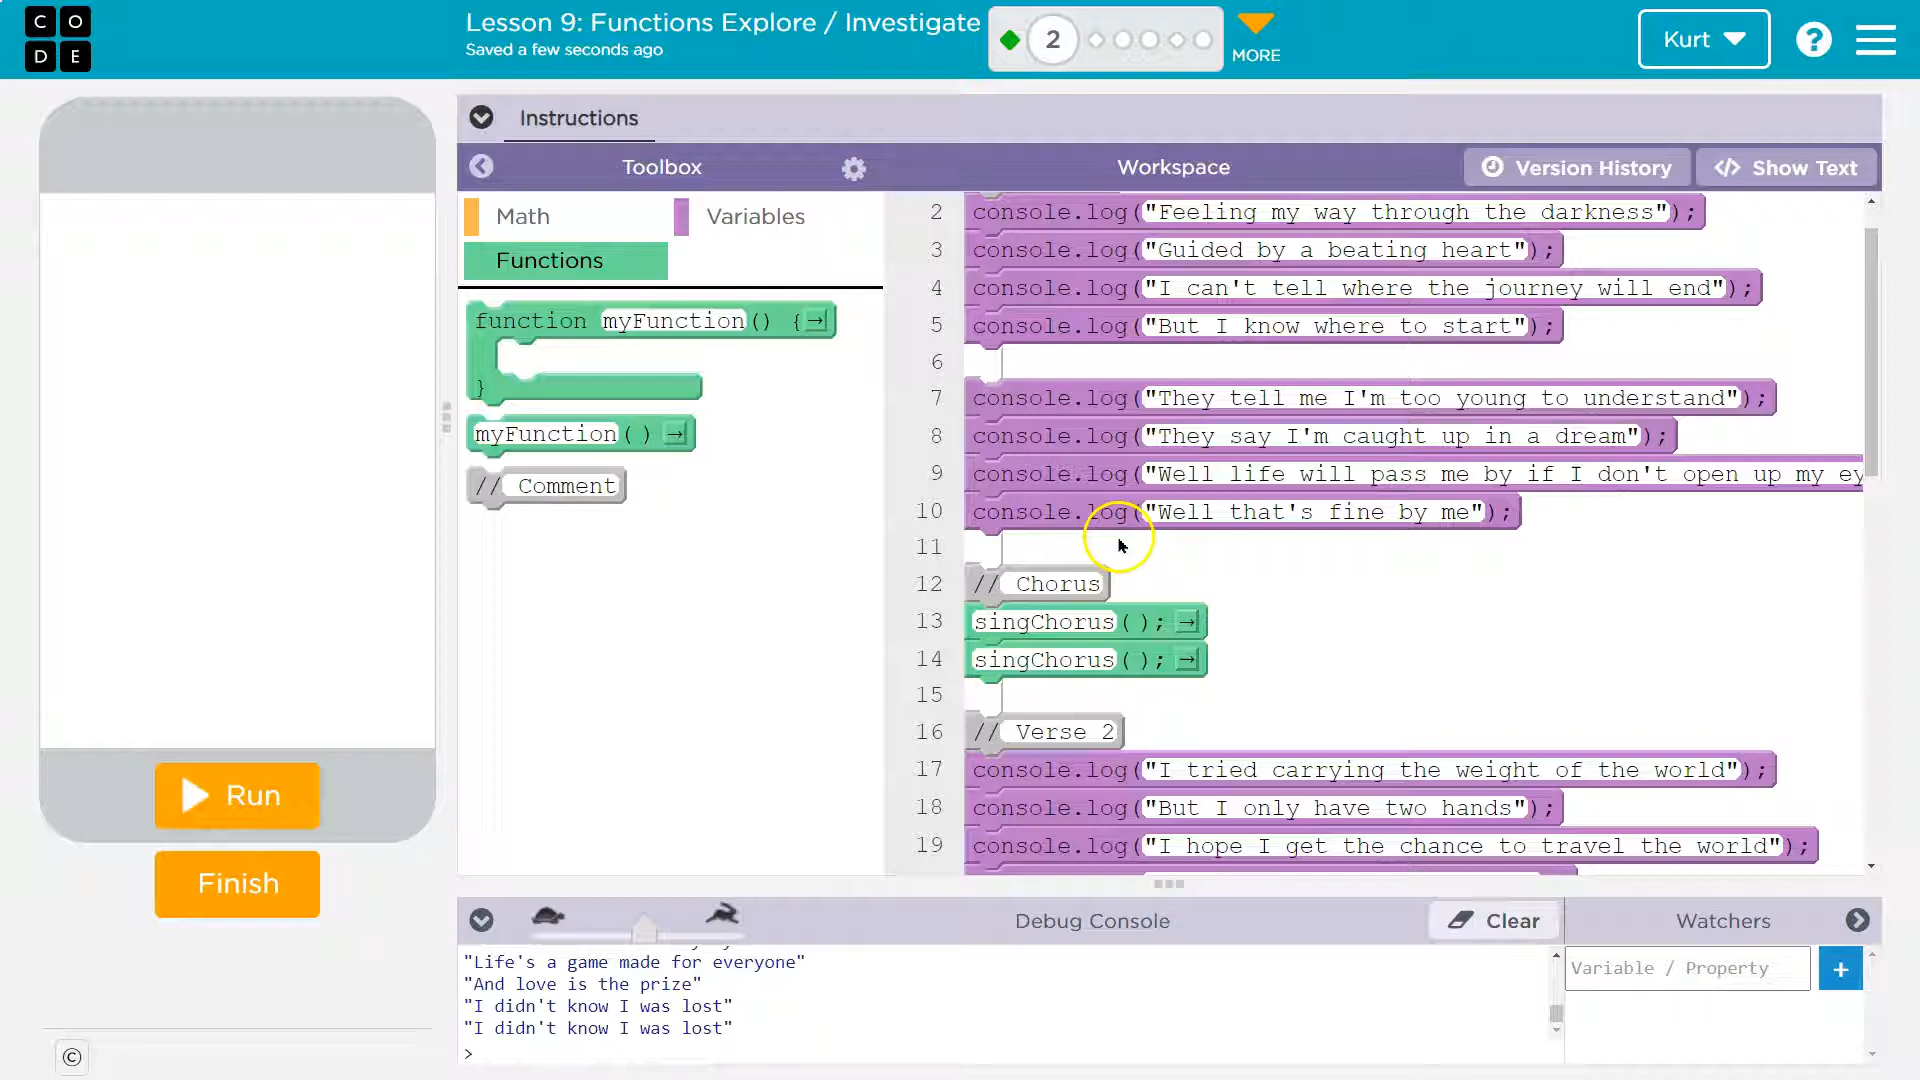 CODE
Lesson 9: Functions Explore / Investigate
Saved a few seconds ago
2
MORE
Kurt
?
Instructions
Toolbox
Workspace
Version History
</> Show Text
Math
Variables
Functions
function myFunction() { →
}
myFunction() →
// Comment
2 console.log("Feeling my way through the darkness");
3 console.log("Guided by a beating heart");
4 console.log("I can't tell where the journey will end");
5 console.log("But I know where to start");
6
7 console.log("They tell me I'm too young to understand");
8 console.log("They say I'm caught up in a dream");
9 console.log("Well life will pass me by if I don't open up my ey
10 console.log("Well that's fine by me");
11
12 // Chorus
13 singChorus(); →
14 singChorus(); →
15
16 // Verse 2
17 console.log("I tried carrying the weight of the world");
18 console.log("But I only have two hands");
19 console.log("I hope I get the chance to travel the world");
Run
Finish
Debug Console
Clear
Watchers
"Life's a game made for everyone"
"And love is the prize"
"I didn't know I was lost"
"I didn't know I was lost"
>
Variable / Property
+
©